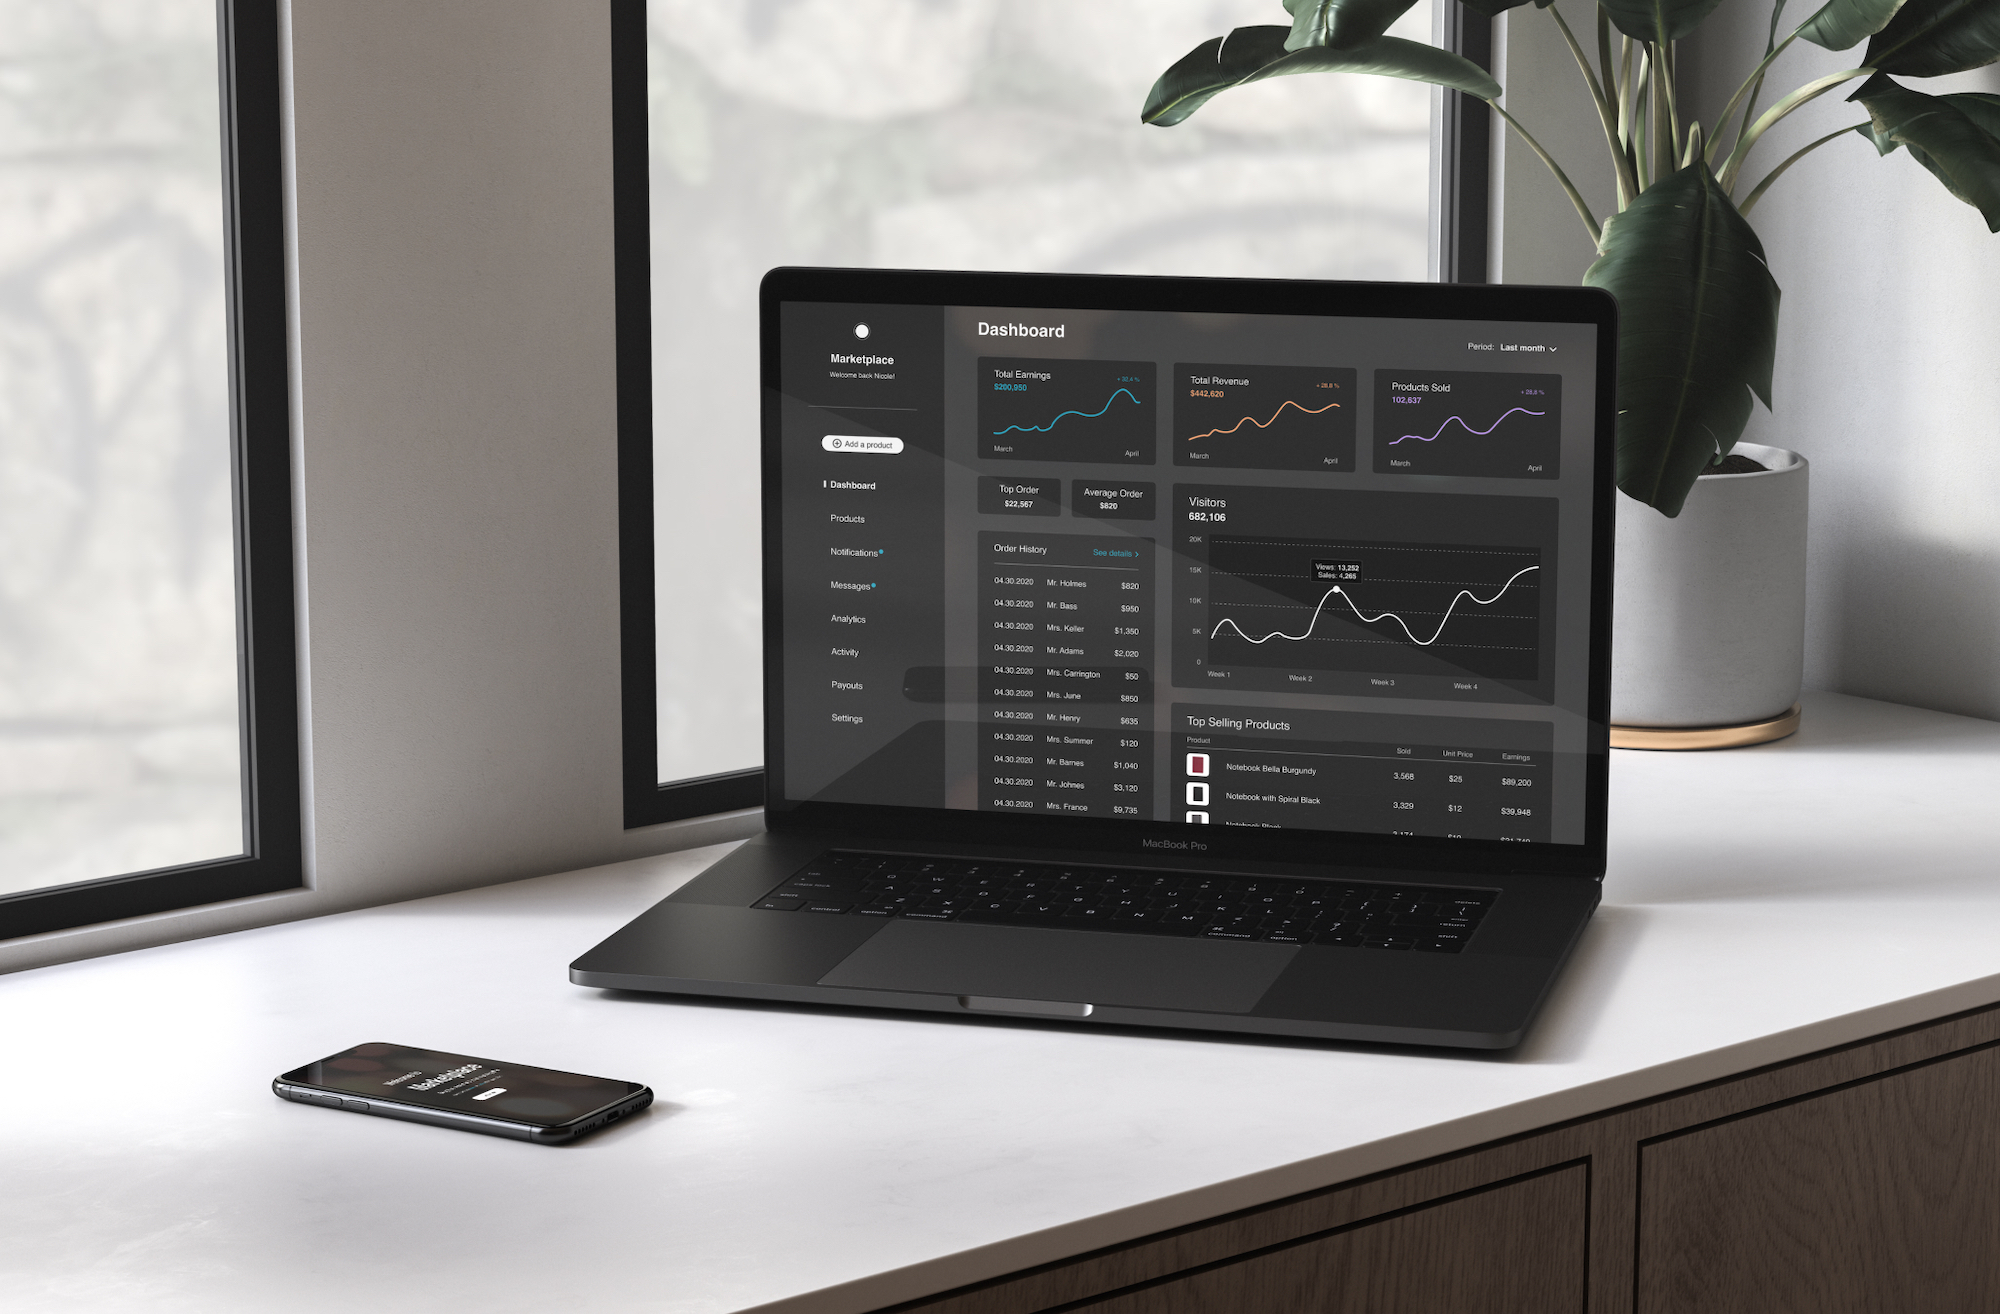 Marketplace
Welcome back Nicole!
Add a product
Dashboard
Products
Notifications
Messages
Analytics
Activity
Payouts
Settings
Dashboard
Period: Last month
Total Earnings
$200,950
+ 32,4 %
March April
Total Revenue
$442,620
+ 28,8 %
March April
Products Sold
102,637
+ 28,8 %
March April
Top Order
$22,567
Average Order
$820
Order History See details
04.30.2020 Mr. Holmes $820
04.30.2020 Mr. Bass $950
04.30.2020 Mrs. Keller $1,350
04.30.2020 Mr. Adams $2,020
04.30.2020 Mrs. Carrington $50
04.30.2020 Mrs. June $850
04.30.2020 Mr. Henry $635
04.30.2020 Mrs. Summer $120
04.30.2020 Mr. Barnes $1,040
04.30.2020 Mr. Johnes $3,120
04.30.2020 Mrs. France $9,735
Visitors
682,106
20K
15K
10K
5K
0
Views: 13,252
Sales: 4,265
Week 1 Week 2 Week 3 Week 4
Top Selling Products
Product Sold Unit Price Earnings
Notebook Bella Burgundy 3,568 $25 $89,200
Notebook with Spiral Black 3,329 $12 $39,948
MacBook Pro
Welcome to
Marketplace